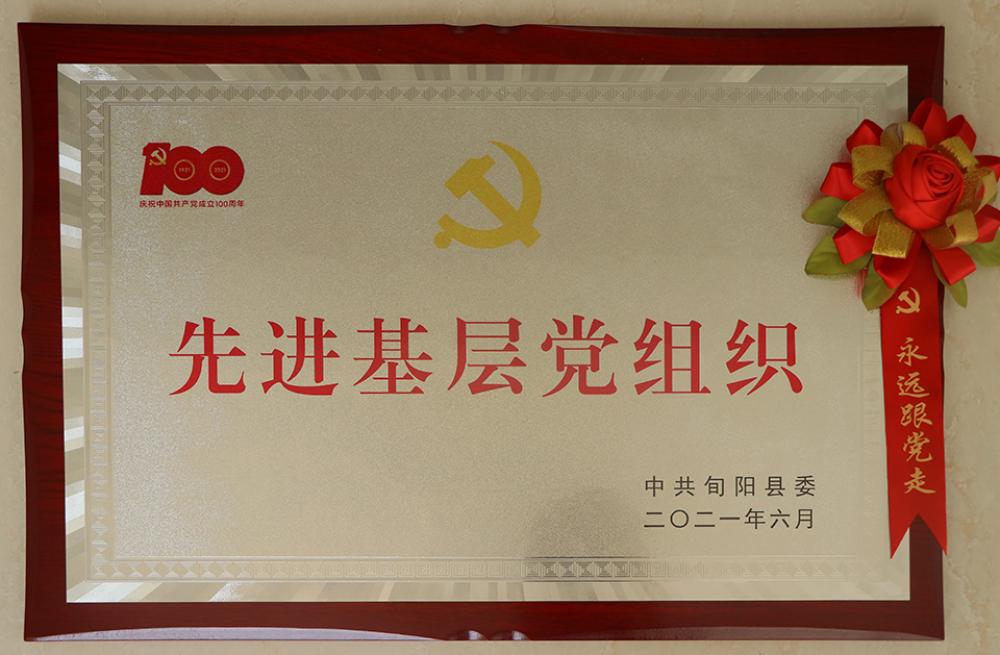 100
1921 2021
庆祝中国共产党成立100周年
先进基层党组织
中共旬阳县委
二〇二一年六月
永远跟党走